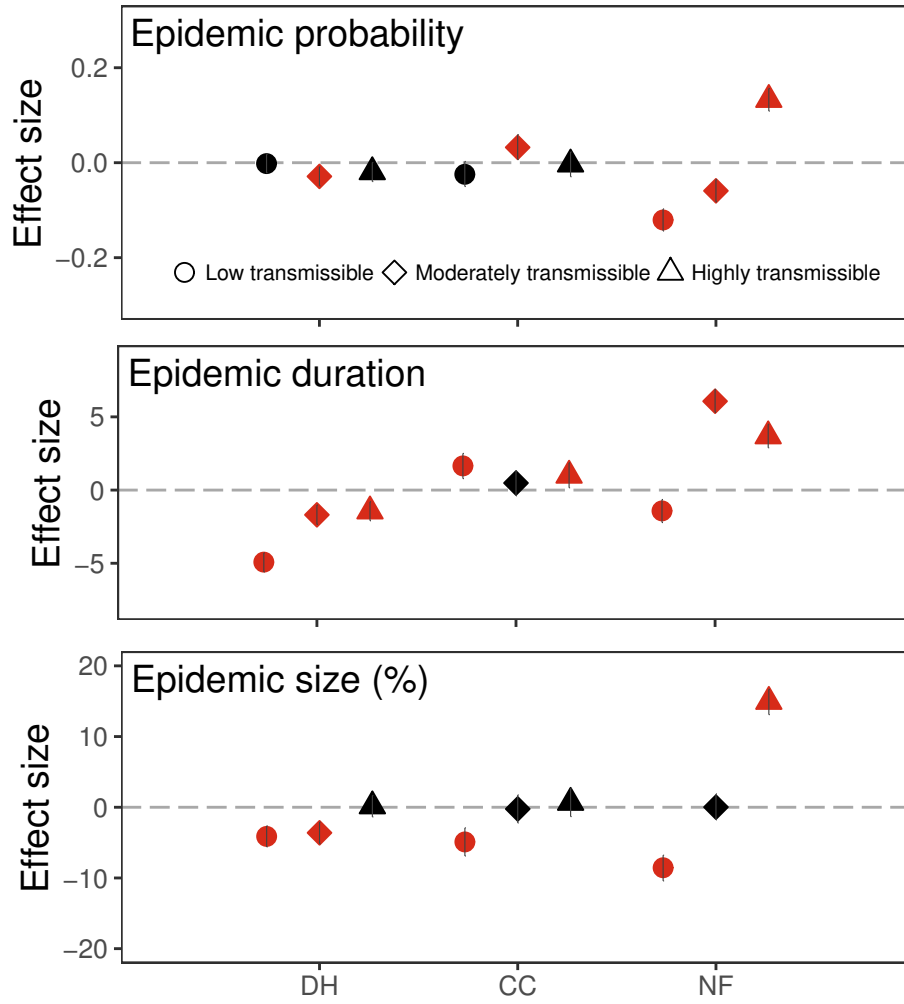 Epidemic probability
Effect size
0.2
0.0
−0.2
Low transmissible Moderately transmissible Highly transmissible
Epidemic duration
Effect size
5
0
−5
Epidemic size (%)
Effect size
20
10
0
−10
−20
DH CC NF